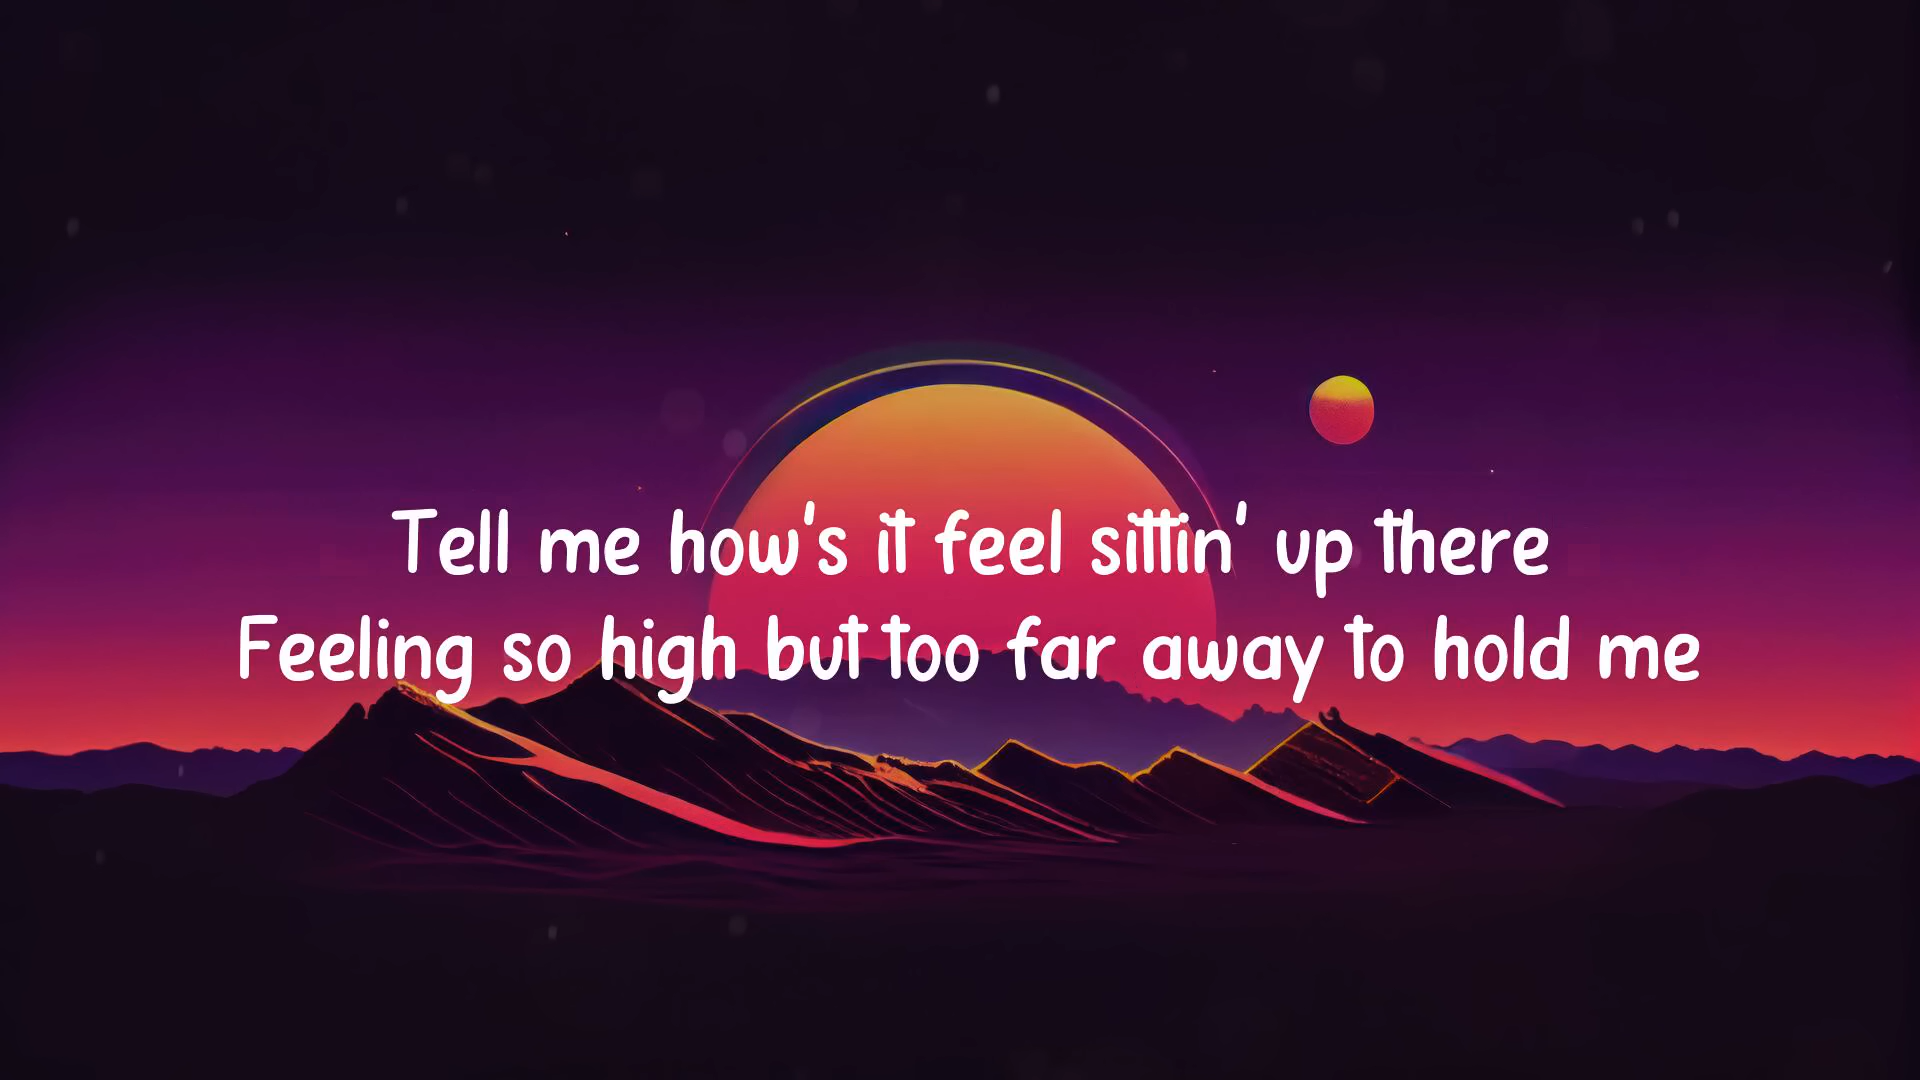 Tell me how's it feel sittin' up there
Feeling so high but too far away to hold me